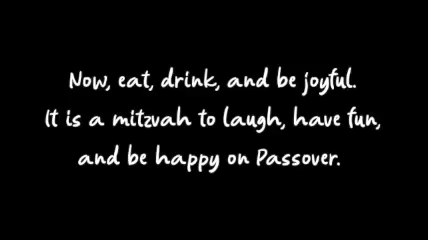 Now, eat, drink, and be joyful.
It is a mitzvah to laugh, have fun,
and be happy on Passover.